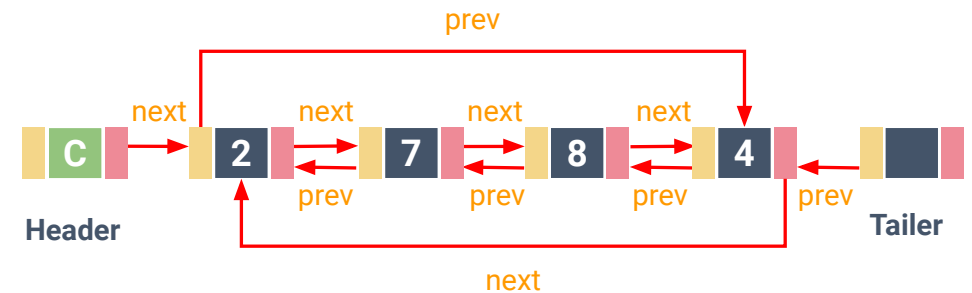 prev
next next next next
C 2 7 8 4
prev prev prev prev
Header Tailer
next